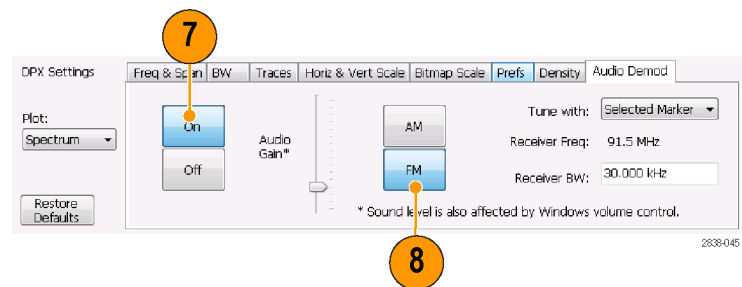 7
DPX Settings
Freq & Span BW Traces Horiz & Vert Scale Bitmap Scale Prefs Density Audio Demod
Plot:
Spectrum
Restore
Defaults
On
Off
Audio
Gain*
AM
FM
Tune with: Selected Marker
Receiver Freq: 91.5 MHz
Receiver BW: 30.000 kHz
* Sound level is also affected by Windows volume control.
8
2838-045